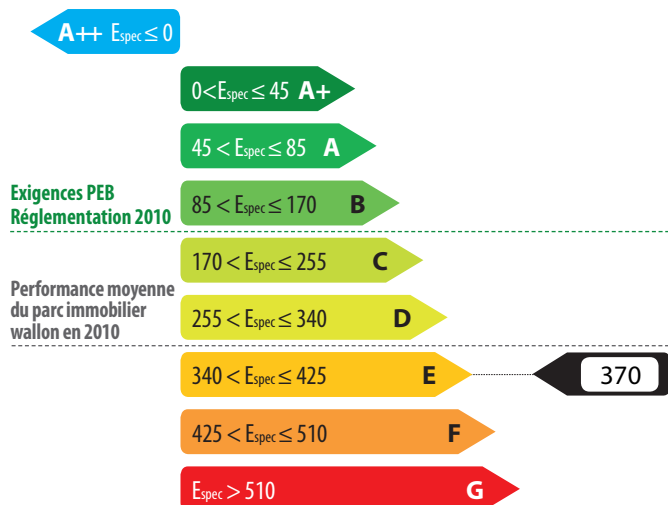 A++ Espec ≤ 0
0<Espec ≤ 45 A+
45 < Espec ≤ 85 A
Exigences PEB
Réglementation 2010
85 < Espec ≤ 170 B
170 < Espec ≤ 255 C
Performance moyenne
du parc immobilier
wallon en 2010
255 < Espec ≤ 340 D
340 < Espec ≤ 425 E
370
425 < Espec ≤ 510 F
Espec > 510 G